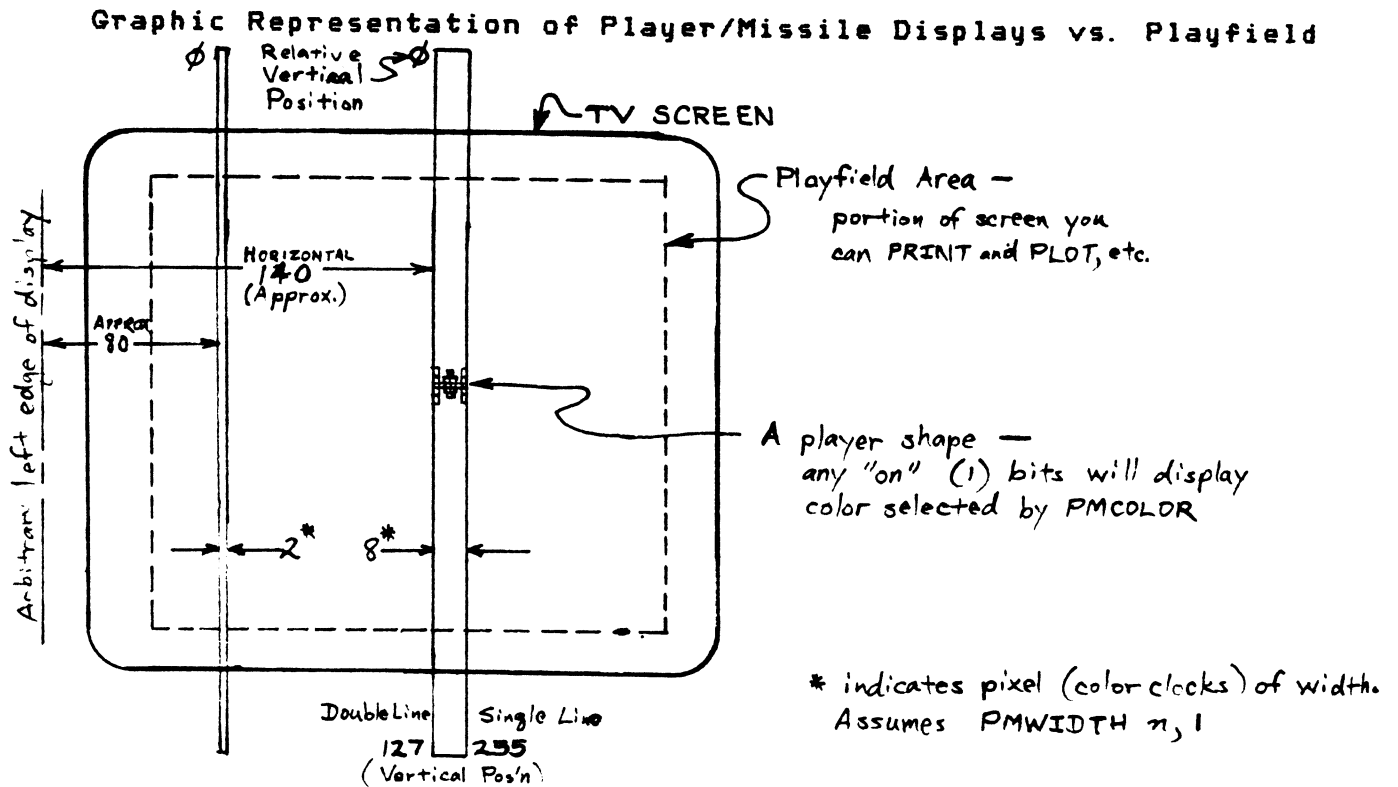 Graphic Representation of Player/Missile Displays vs. Playfield
Ø
Relative
Vertical
Position
Ø
TV SCREEN
Playfield Area —
portion of screen you
can PRINT and PLOT, etc.
HORIZONTAL
140
(Approx.)
APPROX
80
Arbitrary left edge of display
A player shape —
any "on" (1) bits will display
color selected by PMCOLOR
2*
8*
* indicates pixel (color clocks) of width.
Assumes PMWIDTH n, 1
Double Line
Single Line
127
255
(Vertical Pos'n)